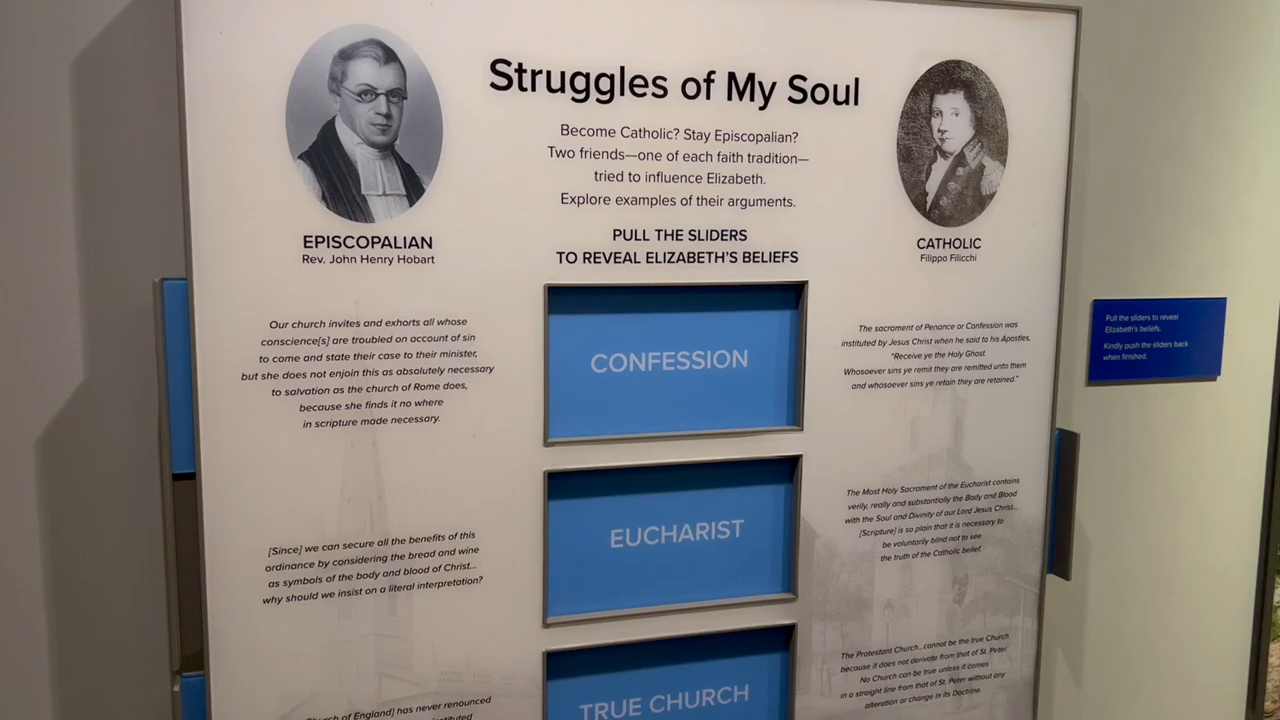 Struggles of My Soul
Become Catholic? Stay Episcopalian?
Two friends—one of each faith tradition—
tried to influence Elizabeth.
Explore examples of their arguments.
PULL THE SLIDERS
TO REVEAL ELIZABETH'S BELIEFS
EPISCOPALIAN
Rev. John Henry Hobart
CATHOLIC
Filippo Filicchi
Our church invites and exhorts all whose
conscience[s] are troubled on account of sin
to come and state their case to their minister,
but she does not enjoin this as absolutely necessary
to salvation as the church of Rome does,
because she finds it no where
in scripture made necessary.
CONFESSION
The sacrament of Penance or Confession was
instituted by Jesus Christ when he said to his Apostles,
"Receive ye the Holy Ghost.
Whosoever sins ye remit they are remitted unto them
and whosoever sins ye retain they are retained."
[Since] we can secure all the benefits of this
ordinance by considering the bread and wine
as symbols of the body and blood of Christ...
why should we insist on a literal interpretation?
EUCHARIST
The Most Holy Sacrament of the Eucharist contains
verily, really and substantially the Body and Blood
with the Soul and Divinity of our Lord Jesus Christ...
[Scripture] is so plain that it is necessary to
be voluntarily blind not to see
the truth of the Catholic belief.
Church of England] has never renounced
TRUE CHURCH
The Protestant Church...cannot be the true Church
because it does not derivate from that of St. Peter.
No Church can be true unless it comes
in a straight line from that of St. Peter without any
alteration or change in its Doctrine.
Pull the sliders to reveal
Elizabeth's beliefs.
Kindly push the sliders back
when finished.